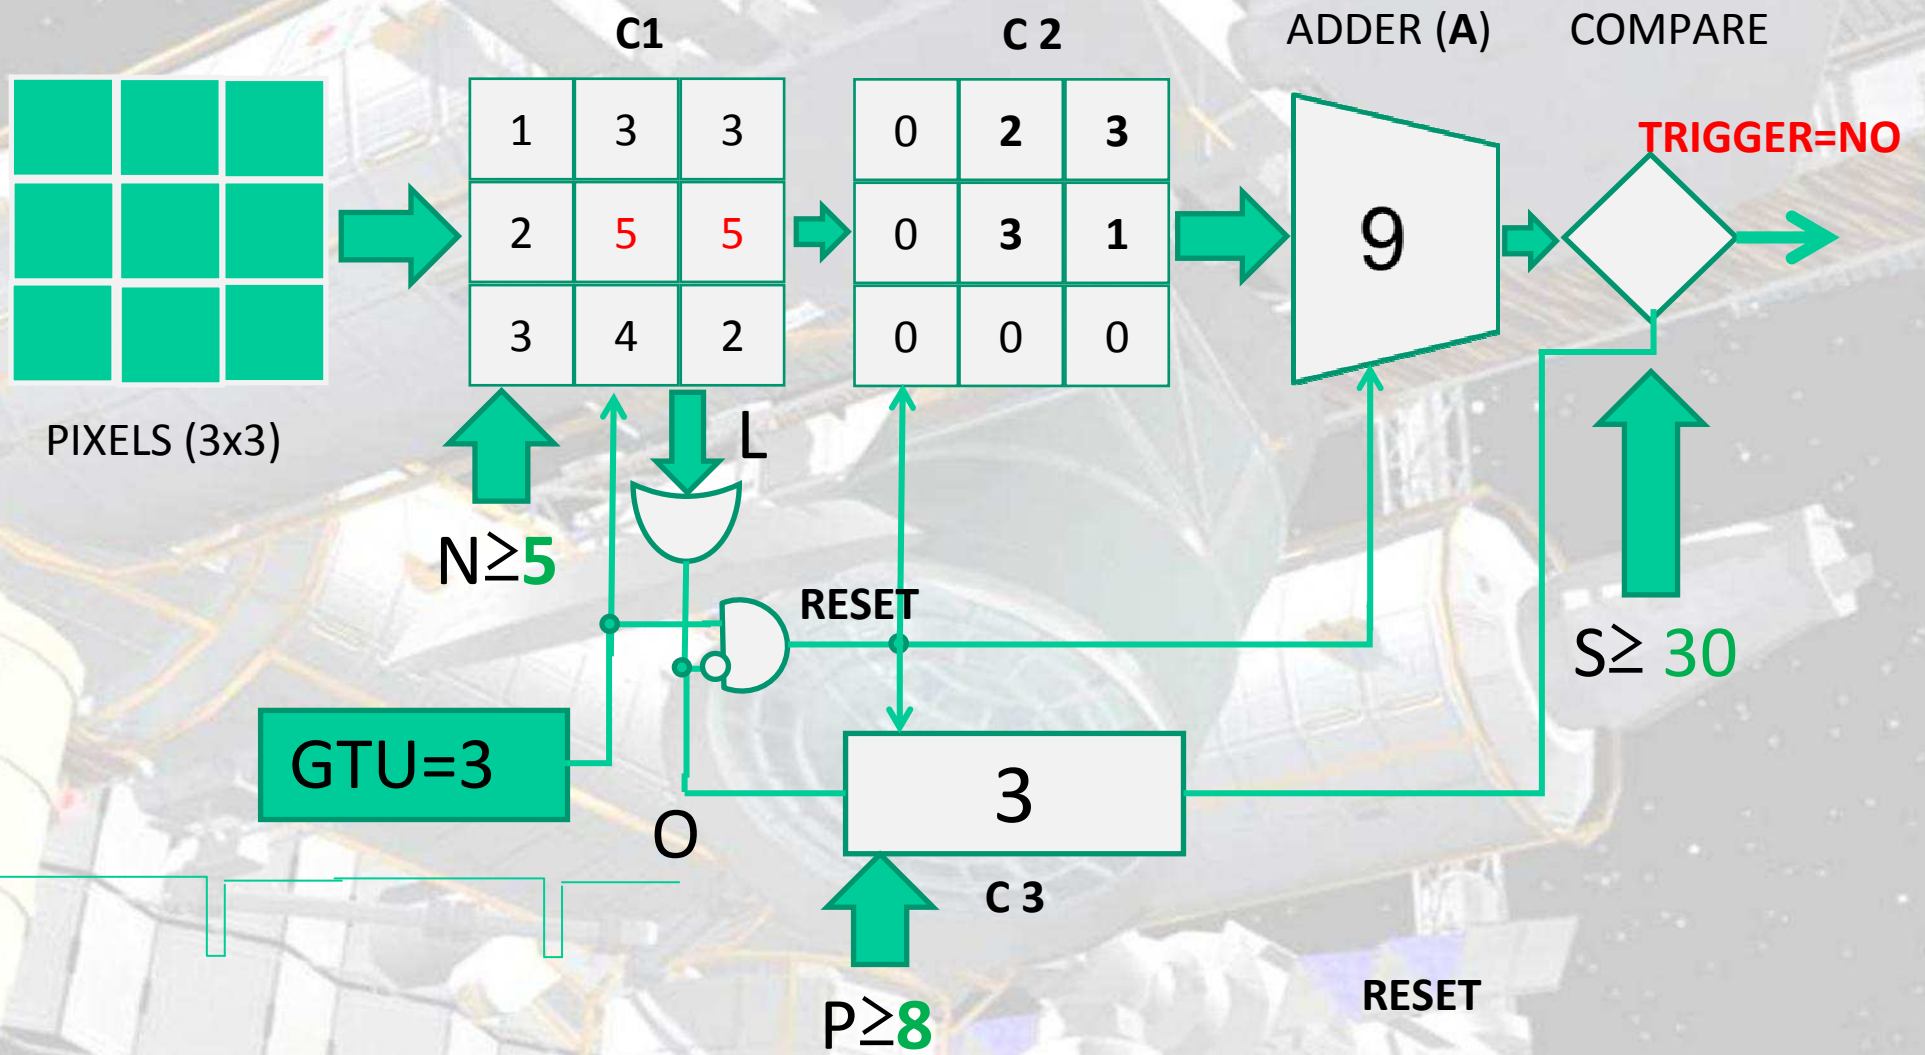 C1
C 2
ADDER (A)
COMPARE
1 3 3
2 5 5
3 4 2
0 2 3
0 3 1
0 0 0
9
TRIGGER=NO
PIXELS (3x3)
L
N≥5
RESET
S≥ 30
GTU=3
3
O
C 3
P≥8
RESET